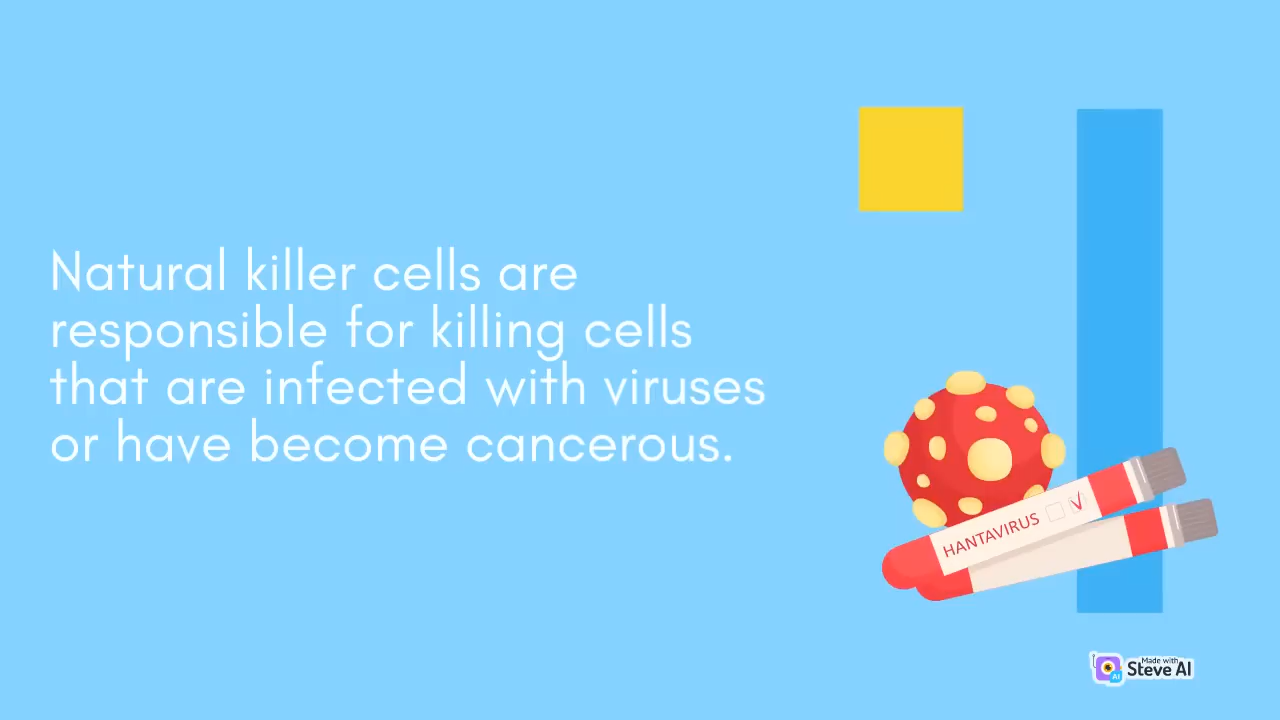 Natural killer cells are
responsible for killing cells
that are infected with viruses
or have become cancerous.
HANTAVIRUS
Made with
Steve AI
AI